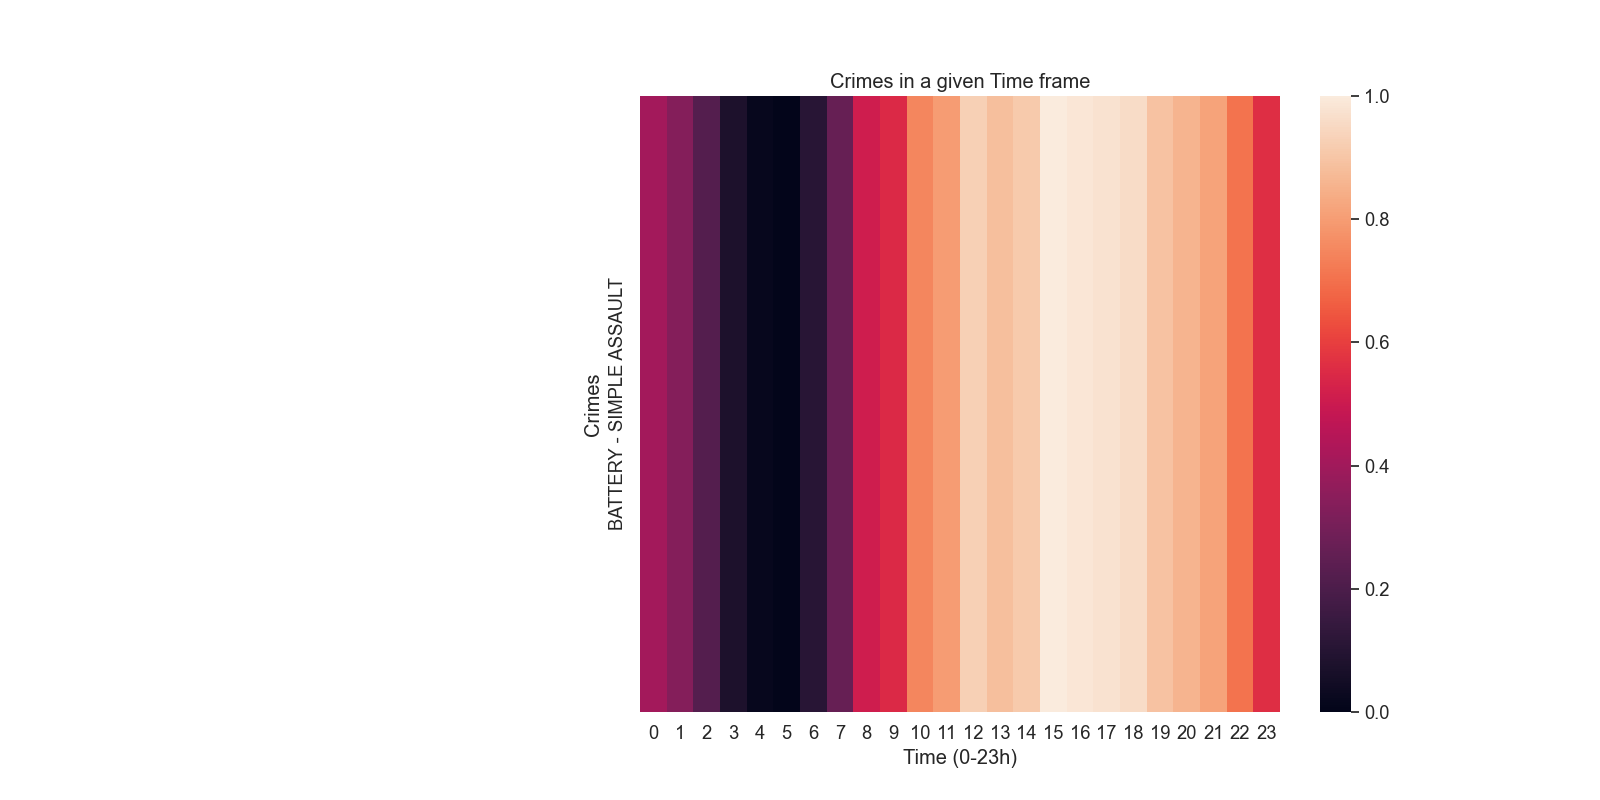 Crimes in a given Time frame
Crimes
BATTERY - SIMPLE ASSAULT
0 1 2 3 4 5 6 7 8 9 10 11 12 13 14 15 16 17 18 19 20 21 22 23
Time (0-23h)
1.0
0.8
0.6
0.4
0.2
0.0